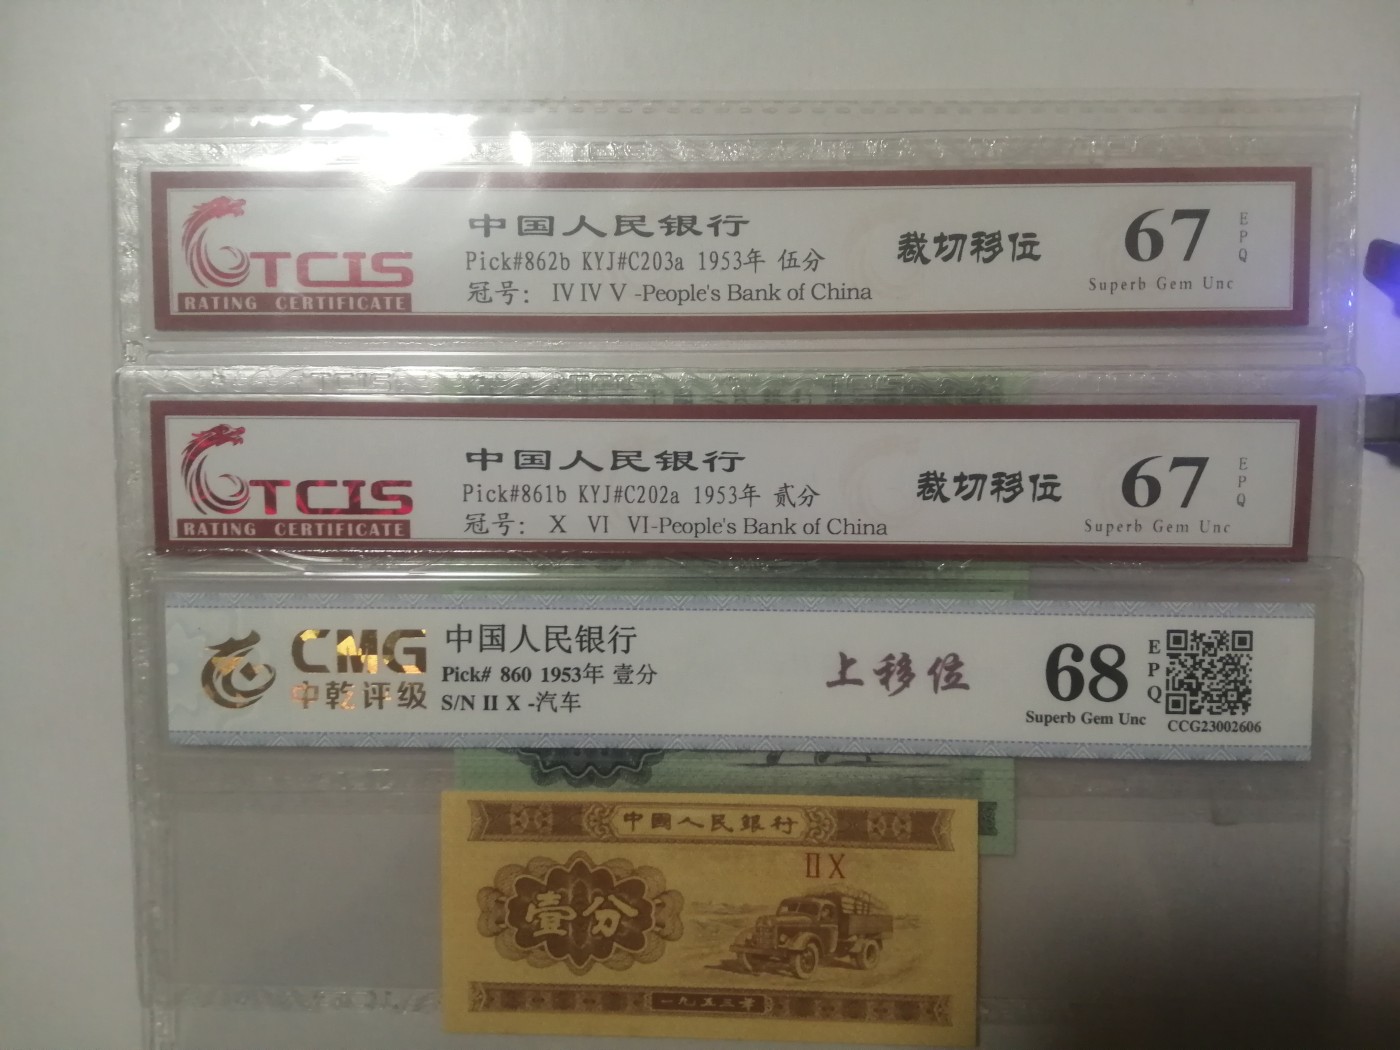 TCIS
RATING CERTIFICATE
中国人民银行
Pick#862b KYJ#C203a 1953年 伍分
冠号: IV IV V -People's Bank of China
裁切移位
67
EPQ
Superb Gem Unc
TCIS
RATING CERTIFICATE
中国人民银行
Pick#861b KYJ#C202a 1953年 贰分
冠号: X VI VI-People's Bank of China
裁切移位
67
EPQ
Superb Gem Unc
CMG
中乾评级
中国人民银行
Pick# 860 1953年 壹分
S/N II X -汽车
上移位
68
EPQ
Superb Gem Unc
CCG23002606
中國人民銀行
II X
壹分
一九五三年